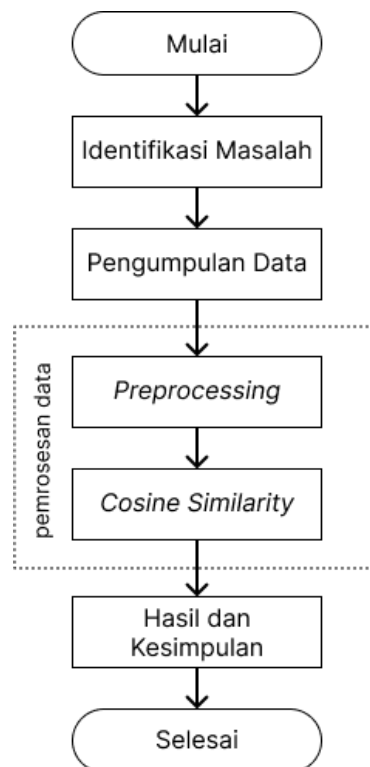 Mulai
Identifikasi Masalah
Pengumpulan Data
pemrosesan data
Preprocessing
Cosine Similarity
Hasil dan
Kesimpulan
Selesai